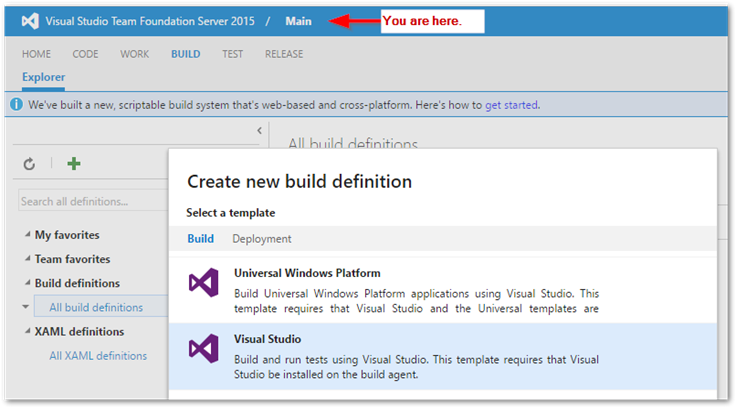 Visual Studio Team Foundation Server 2015 / Main
You are here.
HOME CODE WORK BUILD TEST RELEASE
Explorer
We've built a new, scriptable build system that's web-based and cross-platform. Here's how to get started.
All build definitions
Search all definitions...
My favorites
Team favorites
Build definitions
All build definitions
XAML definitions
All XAML definitions
Create new build definition
Select a template
Build Deployment
Universal Windows Platform
Build Universal Windows Platform applications using Visual Studio. This
template requires that Visual Studio and the Universal templates are
Visual Studio
Build and run tests using Visual Studio. This template requires that Visual
Studio be installed on the build agent.